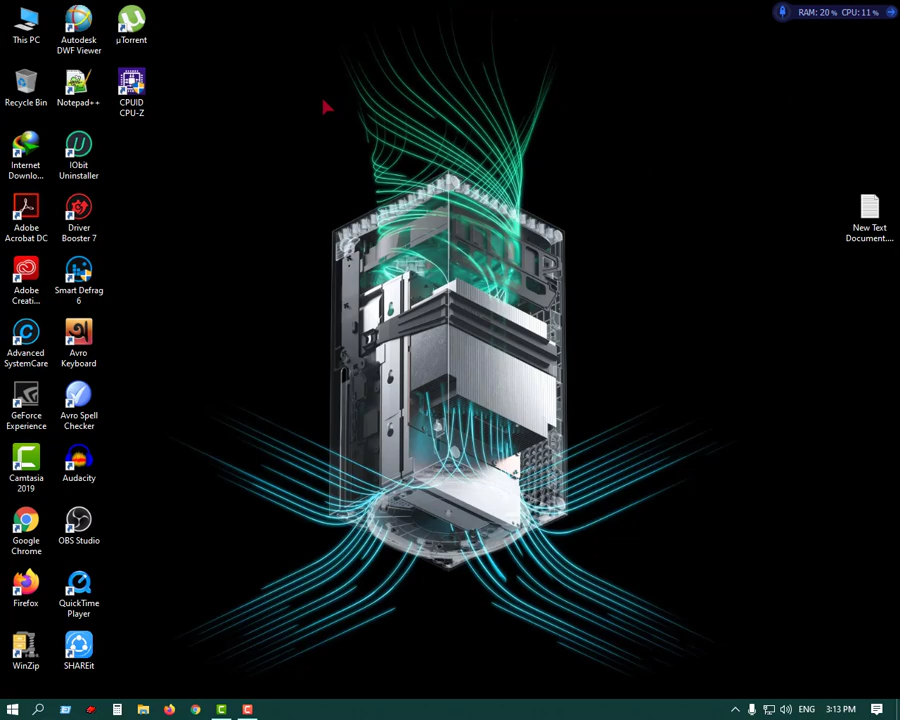 RAM: 20 % CPU: 11 %
This PC
Autodesk
DWF Viewer
µTorrent
Recycle Bin
Notepad++
CPUID
CPU-Z
Internet
Downlo...
IObit
Uninstaller
Adobe
Acrobat DC
Driver
Booster 7
New Text
Document....
Adobe
Creati...
Smart Defrag
6
Advanced
SystemCare
Avro
Keyboard
GeForce
Experience
Avro Spell
Checker
Camtasia
2019
Audacity
Google
Chrome
OBS Studio
Firefox
QuickTime
Player
WinZip
SHAREit
ENG
3:13 PM